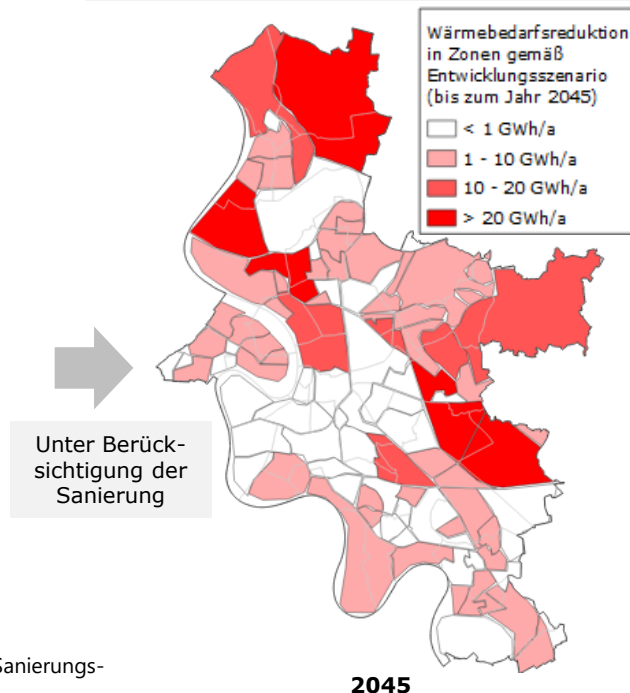 Wärmebedarfsreduktion
in Zonen gemäß
Entwicklungsszenario
(bis zum Jahr 2045)
< 1 GWh/a
1 - 10 GWh/a
10 - 20 GWh/a
> 20 GWh/a
Unter Berück-
sichtigung der
Sanierung
Sanierungs-
2045